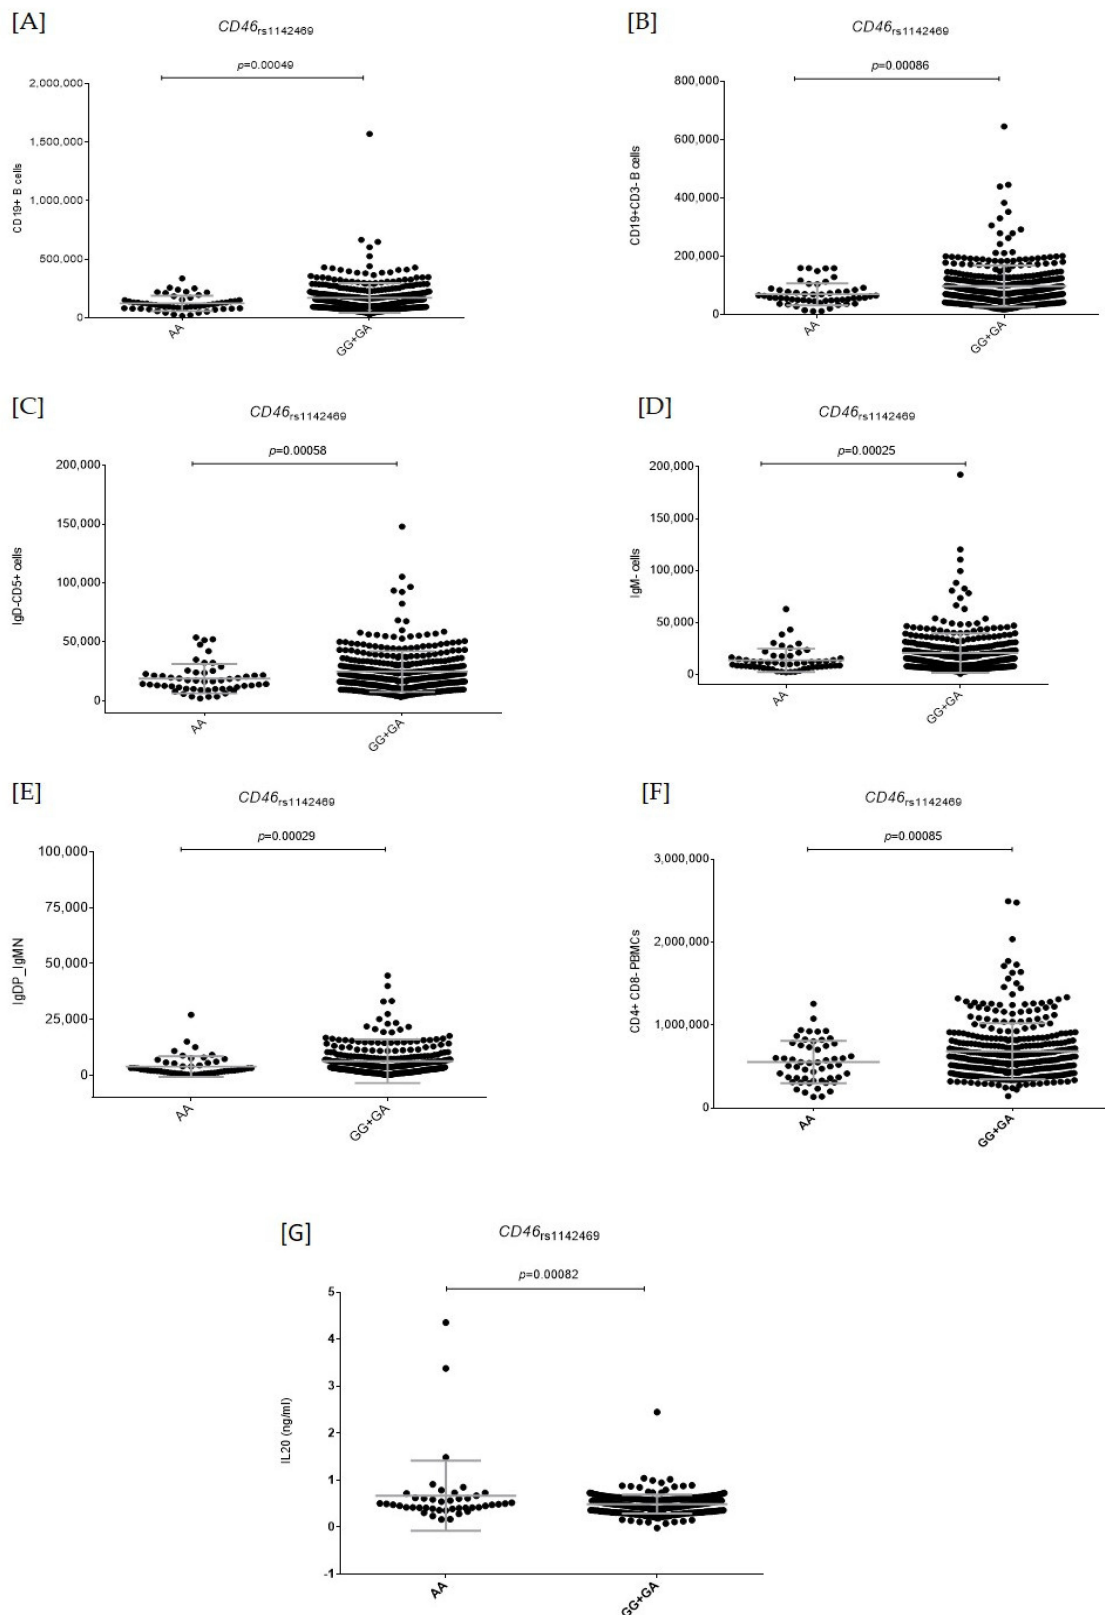 [A]
CD46rs1142469
p=0.00049
2,000,000
1,500,000
1,000,000
500,000
0
CD19+ B cells
AA
GG+GA
[B]
CD46rs1142469
p=0.00086
800,000
600,000
400,000
200,000
0
CD19+CD3- B cells
AA
GG+GA
[C]
CD46rs1142469
p=0.00058
200,000
150,000
100,000
50,000
0
IgD-CD5+ cells
AA
GG+GA
[D]
CD46rs1142469
p=0.00025
200,000
150,000
100,000
50,000
0
IgM- cells
AA
GG+GA
[E]
CD46rs1142469
p=0.00029
100,000
75,000
50,000
25,000
0
IgDP_IgMN
AA
GG+GA
[F]
CD46rs1142469
p=0.00085
3,000,000
2,000,000
1,000,000
0
CD4+ CD8- PBMCs
AA
GG+GA
[G]
CD46rs1142469
p=0.00082
5
4
3
2
1
0
-1
IL20 (ng/ml)
AA
GG+GA